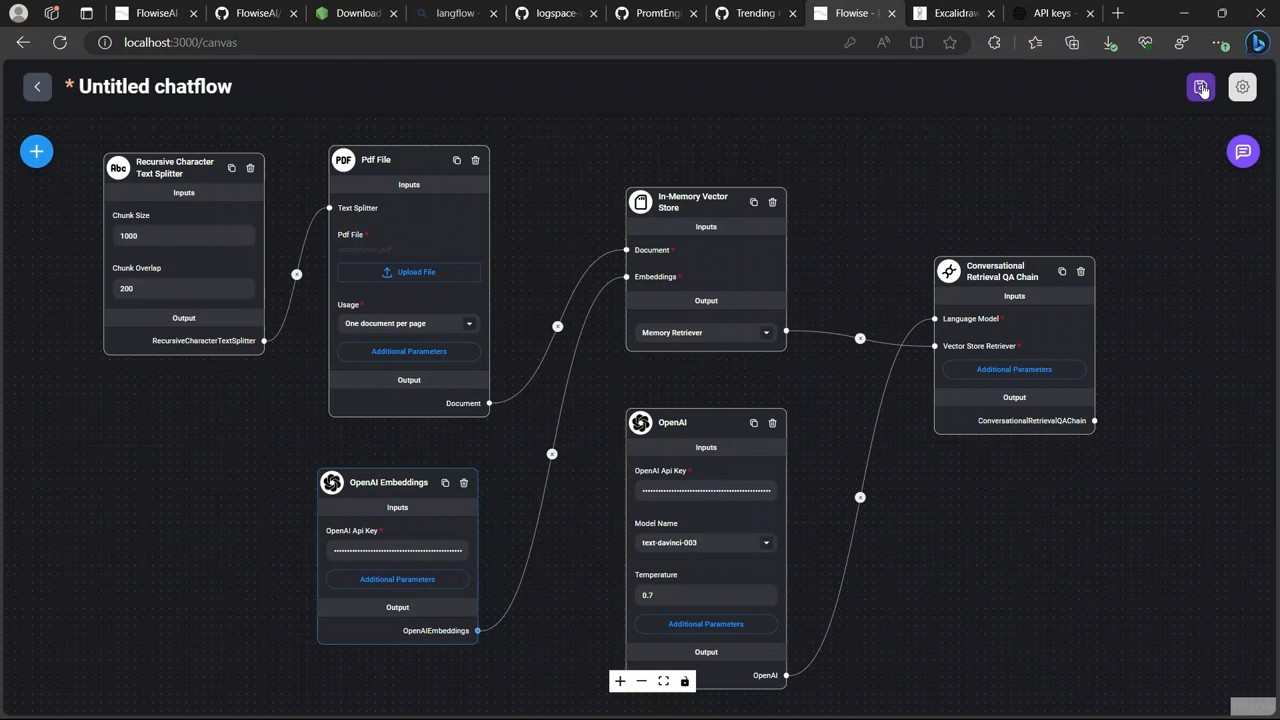 FlowiseAI
FlowiseAI/
Download
langflow -
logspace-
PromtEngi
Trending r
Flowise - l
Excalidraw
API keys -
localhost:3000/canvas
* Untitled chatflow
Abc
Recursive Character
Text Splitter
Inputs
Chunk Size
1000
Chunk Overlap
200
Output
RecursiveCharacterTextSplitter
PDF
Pdf File
Inputs
Text Splitter
Pdf File *
constitution.pdf
Upload File
Usage *
One document per page
Additional Parameters
Output
Document
OpenAI Embeddings
Inputs
OpenAI Api Key *
Additional Parameters
Output
OpenAIEmbeddings
In-Memory Vector
Store
Inputs
Document *
Embeddings *
Output
Memory Retriever
OpenAI
Inputs
OpenAI Api Key *
Model Name
text-davinci-003
Temperature
0.7
Additional Parameters
Output
OpenAI
Conversational
Retrieval QA Chain
Inputs
Language Model *
Vector Store Retriever *
Additional Parameters
Output
ConversationalRetrievalQAChain